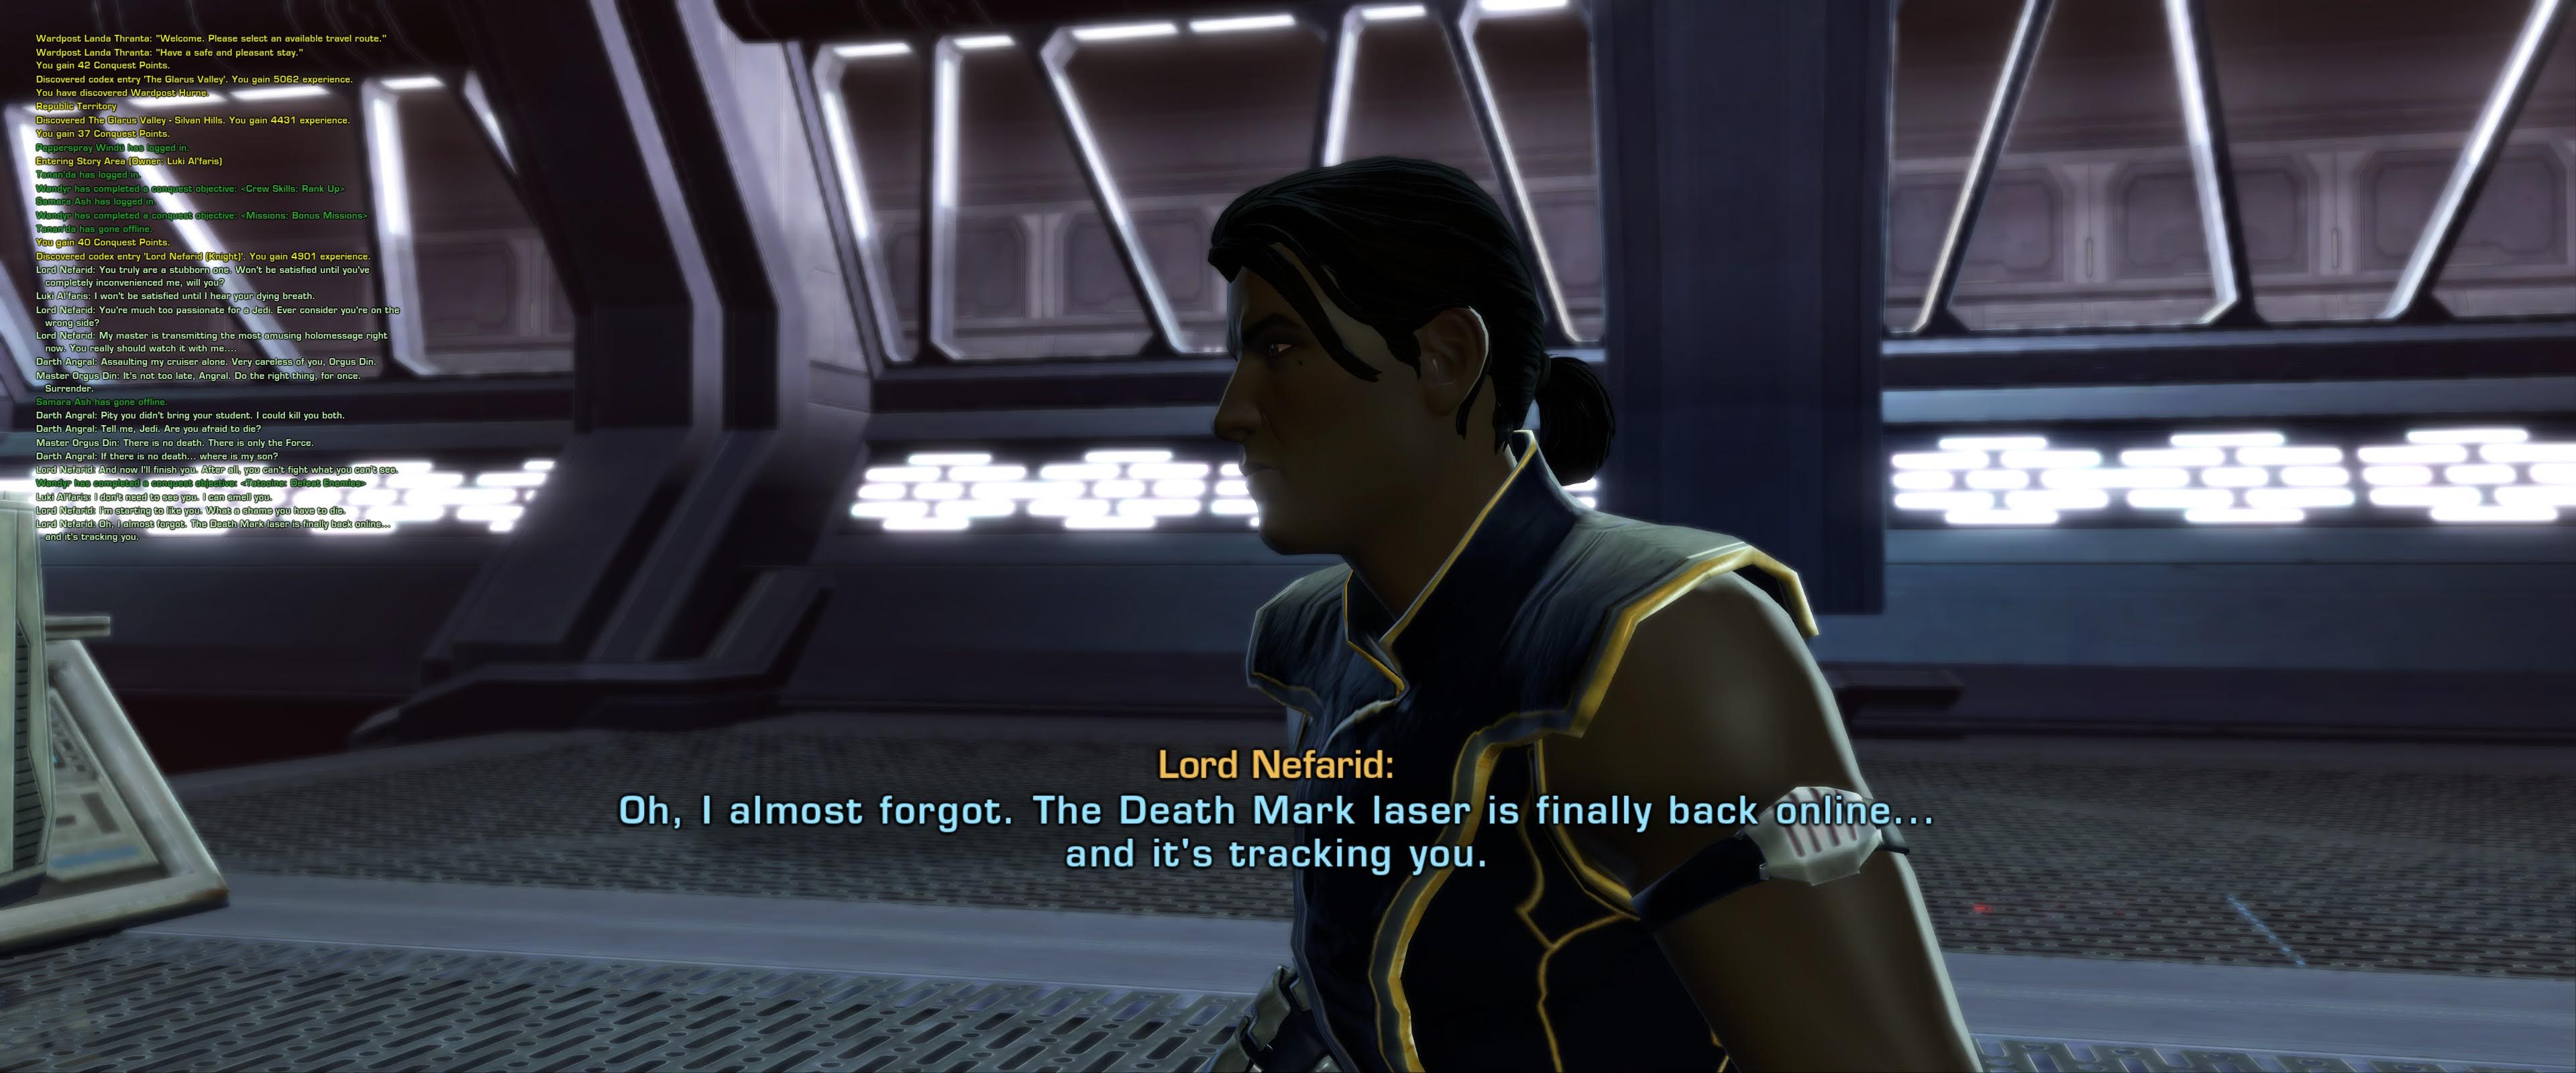 Wardpost Landa Thranta: "Welcome. Please select an available travel route."
Wardpost Landa Thranta: "Have a safe and pleasant stay."
You gain 42 Conquest Points.
Discovered codex entry 'The Glarus Valley'. You gain 5062 experience.
You have discovered Wardpost Hurne.
Republic Territory
Discovered The Glarus Valley - Silvan Hills. You gain 4431 experience.
You gain 37 Conquest Points.
Pepperspray Windu has logged in.
Entering Story Area (Owner: Luki Al'faris)
Tanan'da has logged in.
Wandyr has completed a conquest objective: <Crew Skills: Rank Up>
Samara Ash has logged in.
Wandyr has completed a conquest objective: <Missions: Bonus Missions>
Tanan'da has gone offline.
You gain 40 Conquest Points.
Discovered codex entry 'Lord Nefarid (Knight)'. You gain 4901 experience.
Lord Nefarid: You truly are a stubborn one. Won't be satisfied until you've
completely inconvenienced me, will you?
Luki Al'faris: I won't be satisfied until I hear your dying breath.
Lord Nefarid: You're much too passionate for a Jedi. Ever consider you're on the
wrong side?
Lord Nefarid: My master is transmitting the most amusing holomessage right
now. You really should watch it with me....
Darth Angral: Assaulting my cruiser alone. Very careless of you, Orgus Din.
Master Orgus Din: It's not too late, Angral. Do the right thing, for once.
Surrender.
Samara Ash has gone offline.
Darth Angral: Pity you didn't bring your student. I could kill you both.
Darth Angral: Tell me, Jedi. Are you afraid to die?
Master Orgus Din: There is no death. There is only the Force.
Darth Angral: If there is no death... where is my son?
Lord Nefarid: And now I'll finish you. After all, you can't fight what you can't see.
Wandyr has completed a conquest objective: <Tatooine: Defeat Enemies>
Luki Al'faris: I don't need to see you. I can smell you.
Lord Nefarid: I'm starting to like you. What a shame you have to die.
Lord Nefarid: Oh, I almost forgot. The Death Mark laser is finally back online...
and it's tracking you.
Lord Nefarid:
Oh, I almost forgot. The Death Mark laser is finally back online...
and it's tracking you.